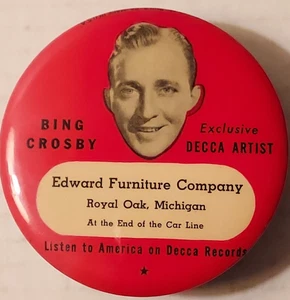 BING
CROSBY
Exclusive
DECCA ARTIST
Edward Furniture Company
Royal Oak, Michigan
At the End of the Car Line
Listen to America on Decca Records